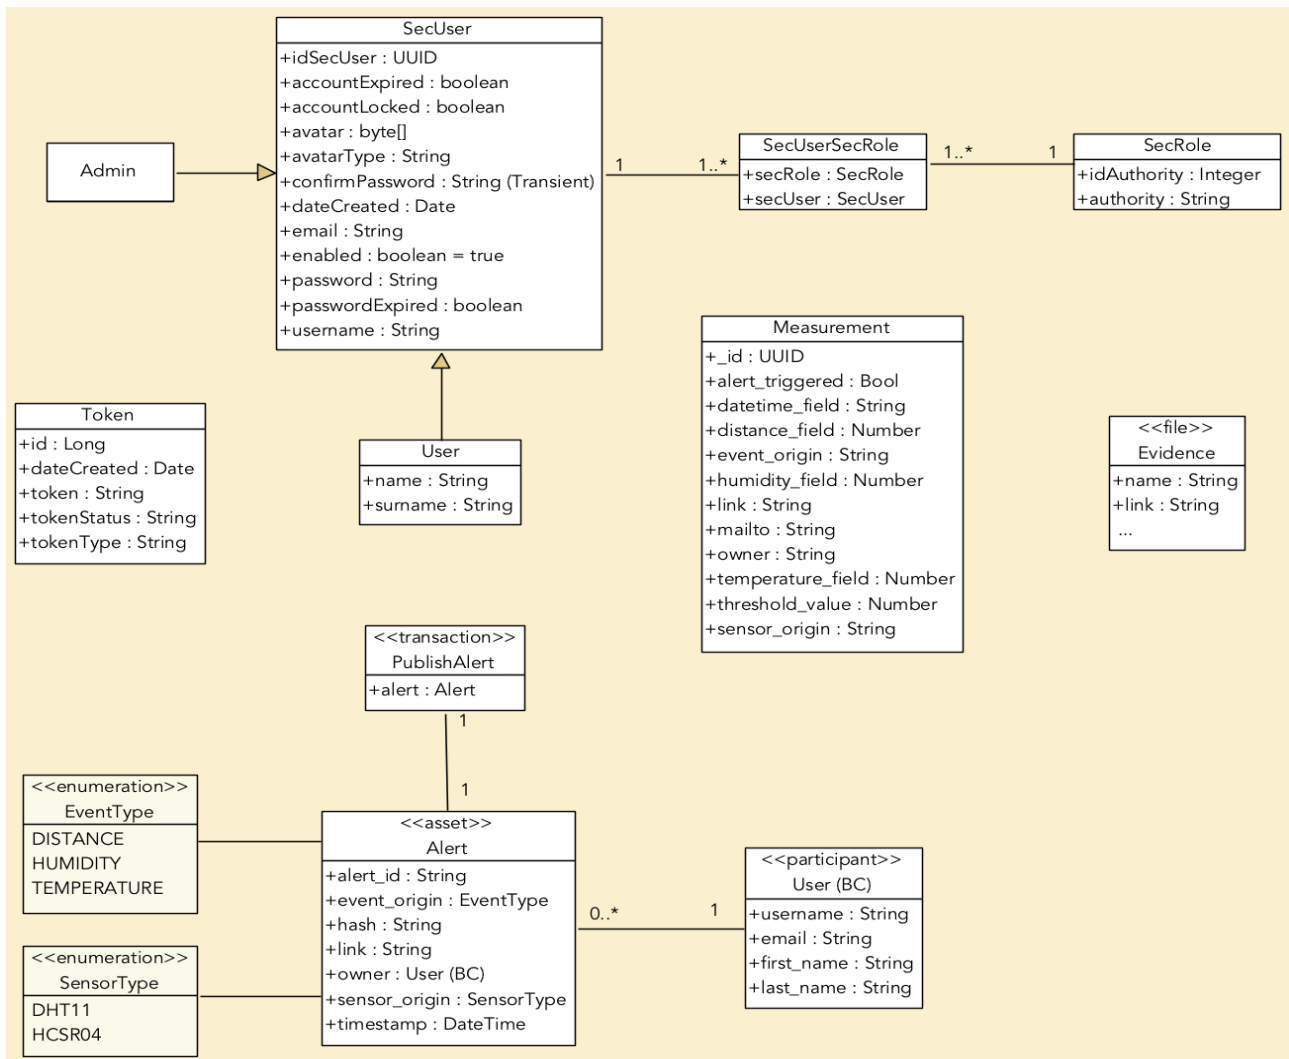 SecUser
+idSecUser : UUID
+accountExpired : boolean
+accountLocked : boolean
+avatar : byte[]
+avatarType : String
+confirmPassword : String (Transient)
+dateCreated : Date
+email : String
+enabled : boolean = true
+password : String
+passwordExpired : boolean
+username : String
Admin
1
1..*
SecUserSecRole
+secRole : SecRole
+secUser : SecUser
1..*
1
SecRole
+idAuthority : Integer
+authority : String
Measurement
+_id : UUID
+alert_triggered : Bool
+datetime_field : String
+distance_field : Number
+event_origin : String
+humidity_field : Number
+link : String
+mailto : String
+owner : String
+temperature_field : Number
+threshold_value : Number
+sensor_origin : String
Token
+id : Long
+dateCreated : Date
+token : String
+tokenStatus : String
+tokenType : String
User
+name : String
+surname : String
<<file>>
Evidence
+name : String
+link : String
...
<<transaction>>
PublishAlert
+alert : Alert
1
1
<<enumeration>>
EventType
DISTANCE
HUMIDITY
TEMPERATURE
<<asset>>
Alert
+alert_id : String
+event_origin : EventType
+hash : String
+link : String
+owner : User (BC)
+sensor_origin : SensorType
+timestamp : DateTime
0..*
1
<<participant>>
User (BC)
+username : String
+email : String
+first_name : String
+last_name : String
<<enumeration>>
SensorType
DHT11
HCSR04